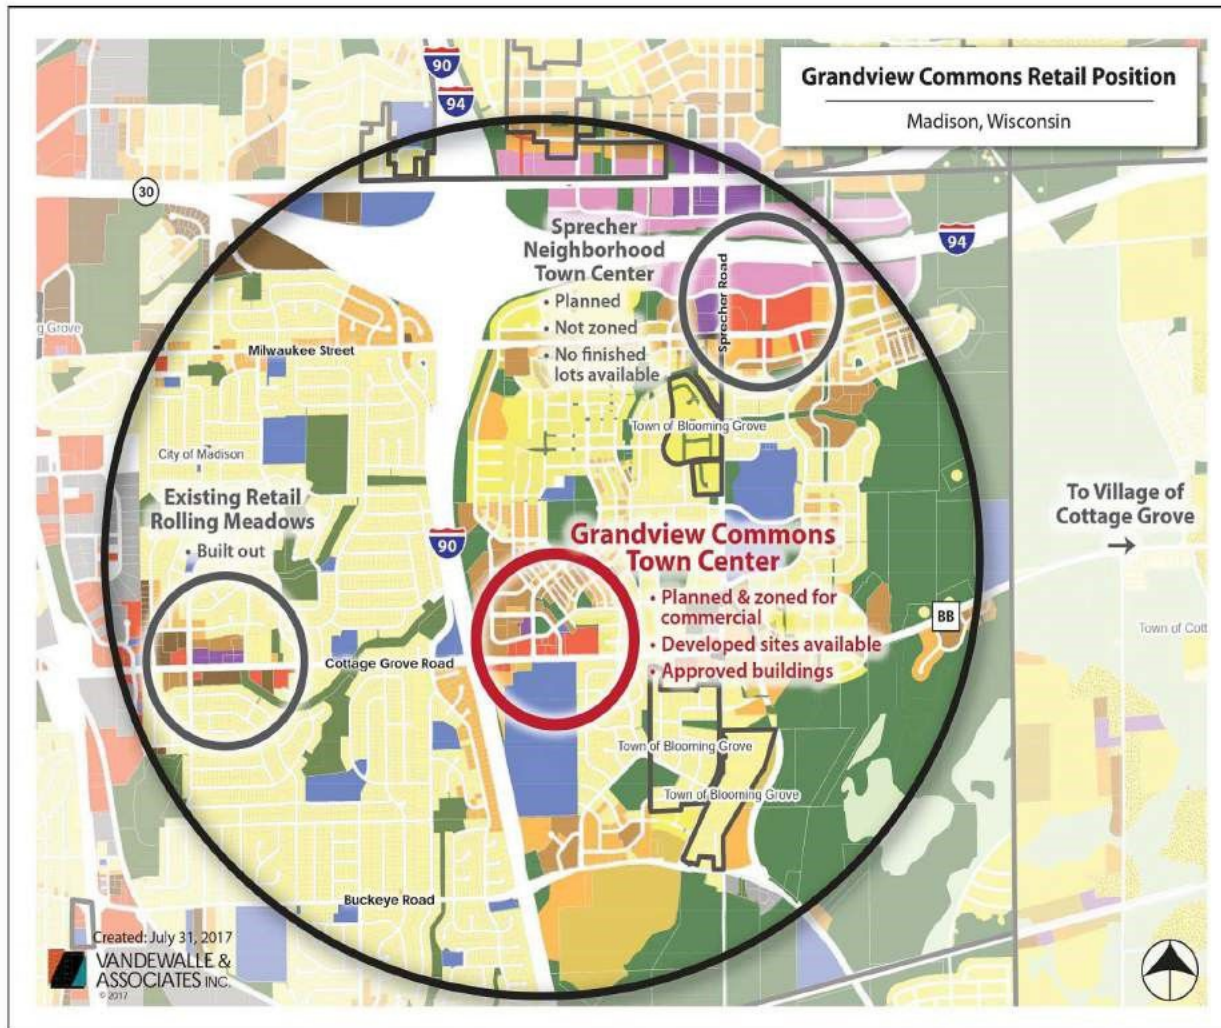 Grandview Commons Retail Position
Madison, Wisconsin
90
94
30
94
Sprecher
Neighborhood
Town Center
• Planned
• Not zoned
• No finished
lots available
Sprecher Road
g Grove
Milwaukee Street
Town of Blooming Grove
City of Madison
Existing Retail
Rolling Meadows
• Built out
90
Grandview Commons
Town Center
• Planned & zoned for
commercial
• Developed sites available
• Approved buildings
To Village of
Cottage Grove
BB
Town of Cott
Cottage Grove Road
Town of Blooming Grove
Town of Blooming Grove
Buckeye Road
Created: July 31, 2017
VANDEWALLE &
ASSOCIATES INC.
© 2017